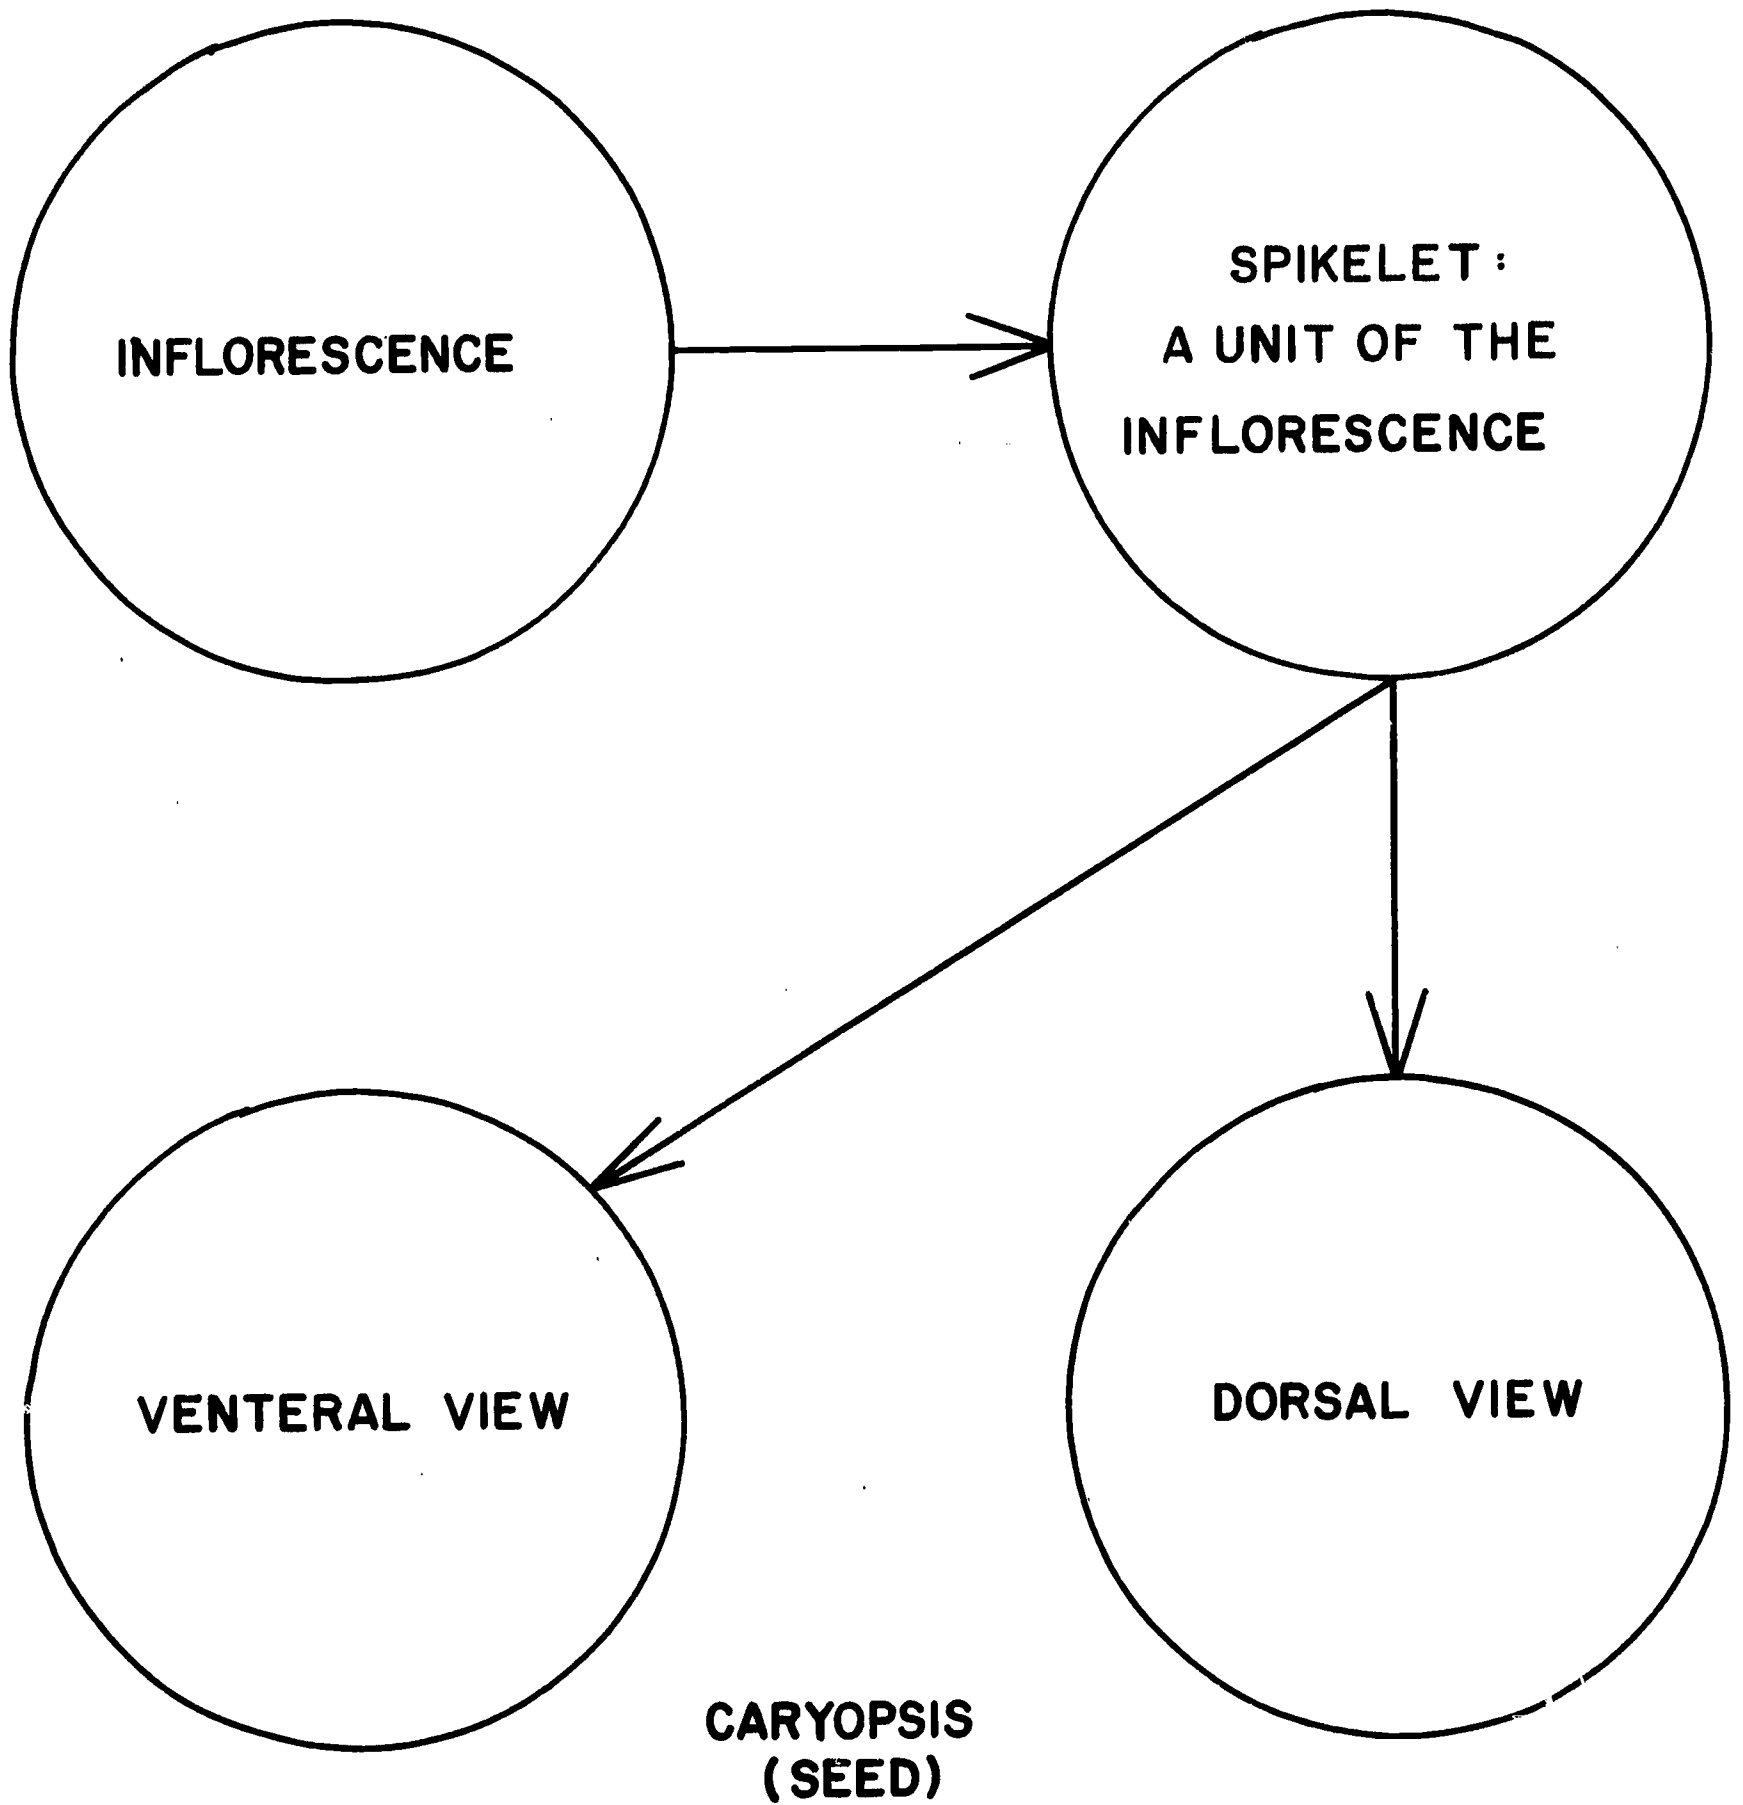 INFLORESCENCE
SPIKELET:
A UNIT OF THE
INFLORESCENCE
VENTERAL VIEW
DORSAL VIEW
CARYOPSIS
(SEED)